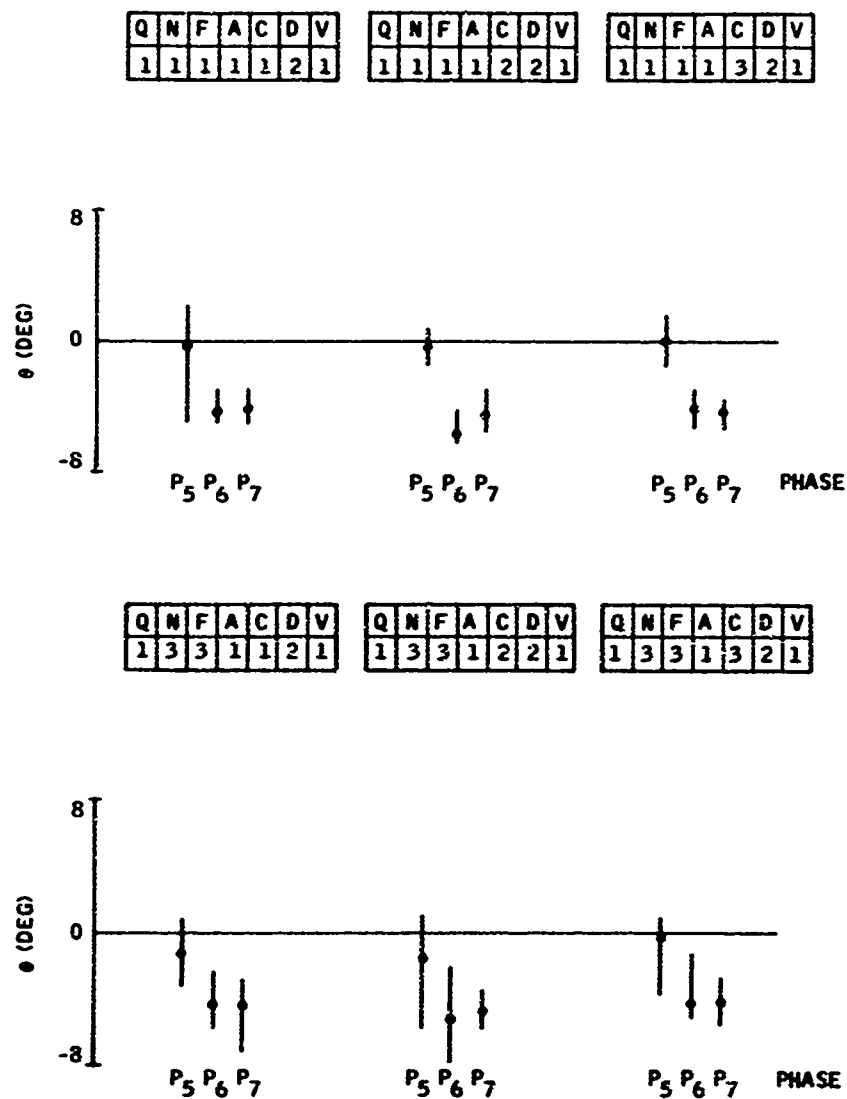 Q N F A C D V Q N F A C D V Q N F A C D V
1 1 1 1 1 2 1 1 1 1 1 2 2 1 1 1 1 1 3 2 1
8
θ (DEG)
0
-8
P5 P6 P7 P5 P6 P7 P5 P6 P7 PHASE
Q N F A C D V Q N F A C D V Q N F A C D V
1 3 3 1 1 2 1 1 3 3 1 2 2 1 1 3 3 1 3 2 1
8
θ (DEG)
0
-8
P5 P6 P7 P5 P6 P7 P5 P6 P7 PHASE